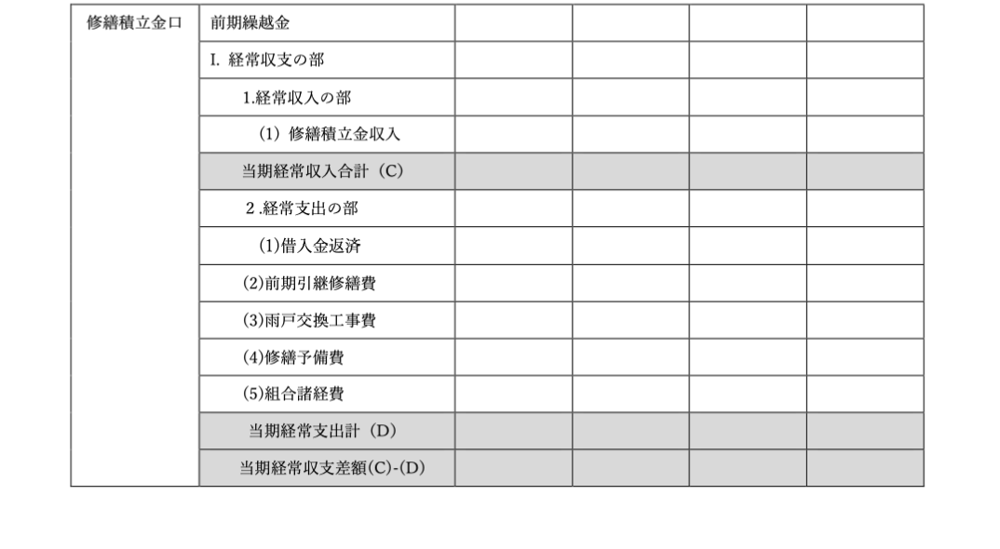 修繕積立金口
前期繰越金
I. 経常収支の部
1.経常収入の部
（1）修繕積立金収入
当期経常収入合計（C）
２.経常支出の部
(1)借入金返済
(2)前期引継修繕費
(3)雨戸交換工事費
(4)修繕予備費
(5)組合諸経費
当期経常支出計（D）
当期経常収支差額(C)-(D)